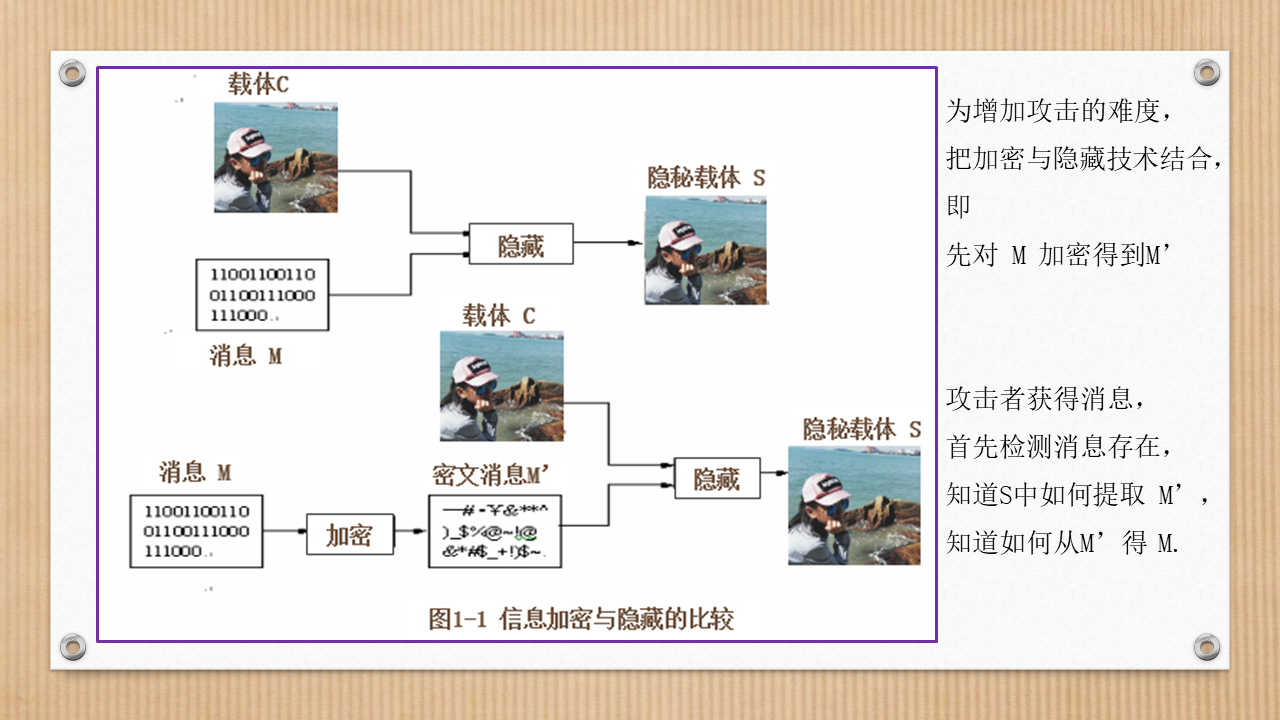 载体C
隐秘载体 S
隐藏
11001100110
01100111000
111000
消息 M
载体 C
隐秘载体 S
消息 M
密文消息M’
隐藏
11001100110
01100111000
111000
加密
图1-1 信息加密与隐藏的比较
为增加攻击的难度，
把加密与隐藏技术结合，
即
先对 M 加密得到M’
攻击者获得消息，
首先检测消息存在，
知道S中如何提取 M’，
知道如何从M’得 M.